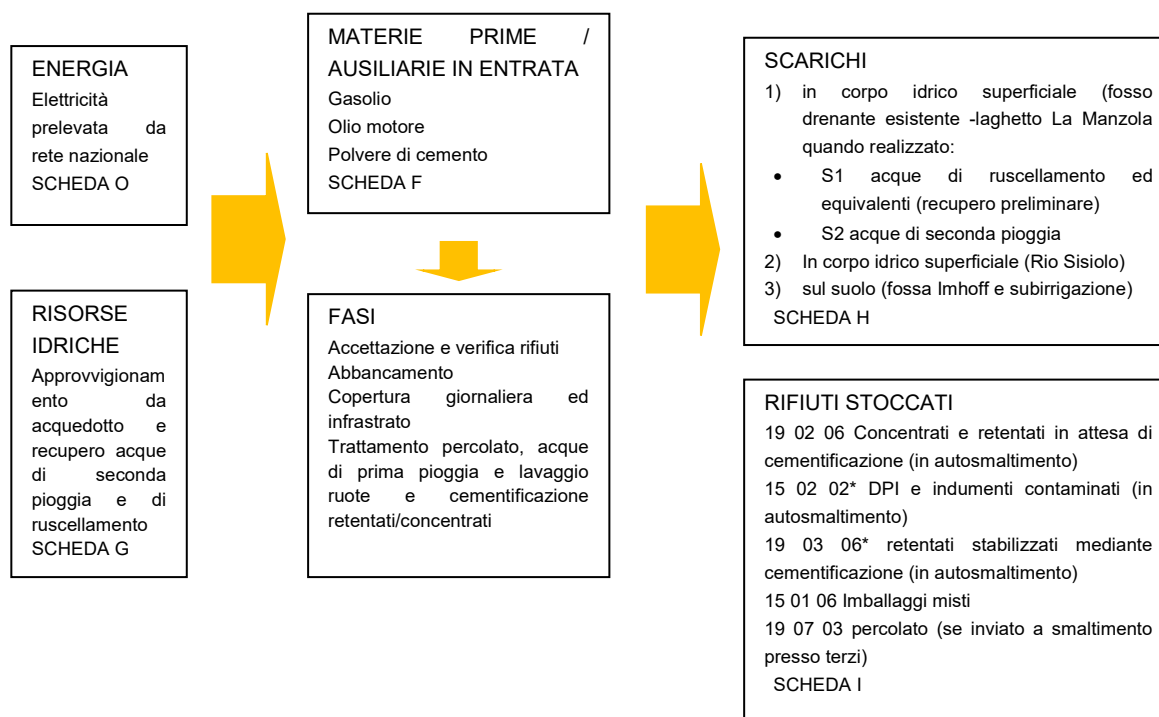 ENERGIA
Elettricità
prelevata da
rete nazionale
SCHEDA O
RISORSE
IDRICHE
Approvvigionam
ento da
acquedotto e
recupero acque
di seconda
pioggia e di
ruscellamento
SCHEDA G
MATERIE PRIME /
AUSILIARIE IN ENTRATA
Gasolio
Olio motore
Polvere di cemento
SCHEDA F
FASI
Accettazione e verifica rifiuti
Abbancamento
Copertura giornaliera ed
infrastrato
Trattamento percolato, acque
di prima pioggia e lavaggio
ruote e cementificazione
retentati/concentrati
SCARICHI
1) in corpo idrico superficiale (fosso
drenante esistente -laghetto La Manzola
quando realizzato:
• S1 acque di ruscellamento ed
equivalenti (recupero preliminare)
• S2 acque di seconda pioggia
2) In corpo idrico superficiale (Rio Sisiolo)
3) sul suolo (fossa Imhoff e subirrigazione)
SCHEDA H
RIFIUTI STOCCATI
19 02 06 Concentrati e retentati in attesa di
cementificazione (in autosmaltimento)
15 02 02* DPI e indumenti contaminati (in
autosmaltimento)
19 03 06* retentati stabilizzati mediante
cementificazione (in autosmaltimento)
15 01 06 Imballaggi misti
19 07 03 percolato (se inviato a smaltimento
presso terzi)
SCHEDA I